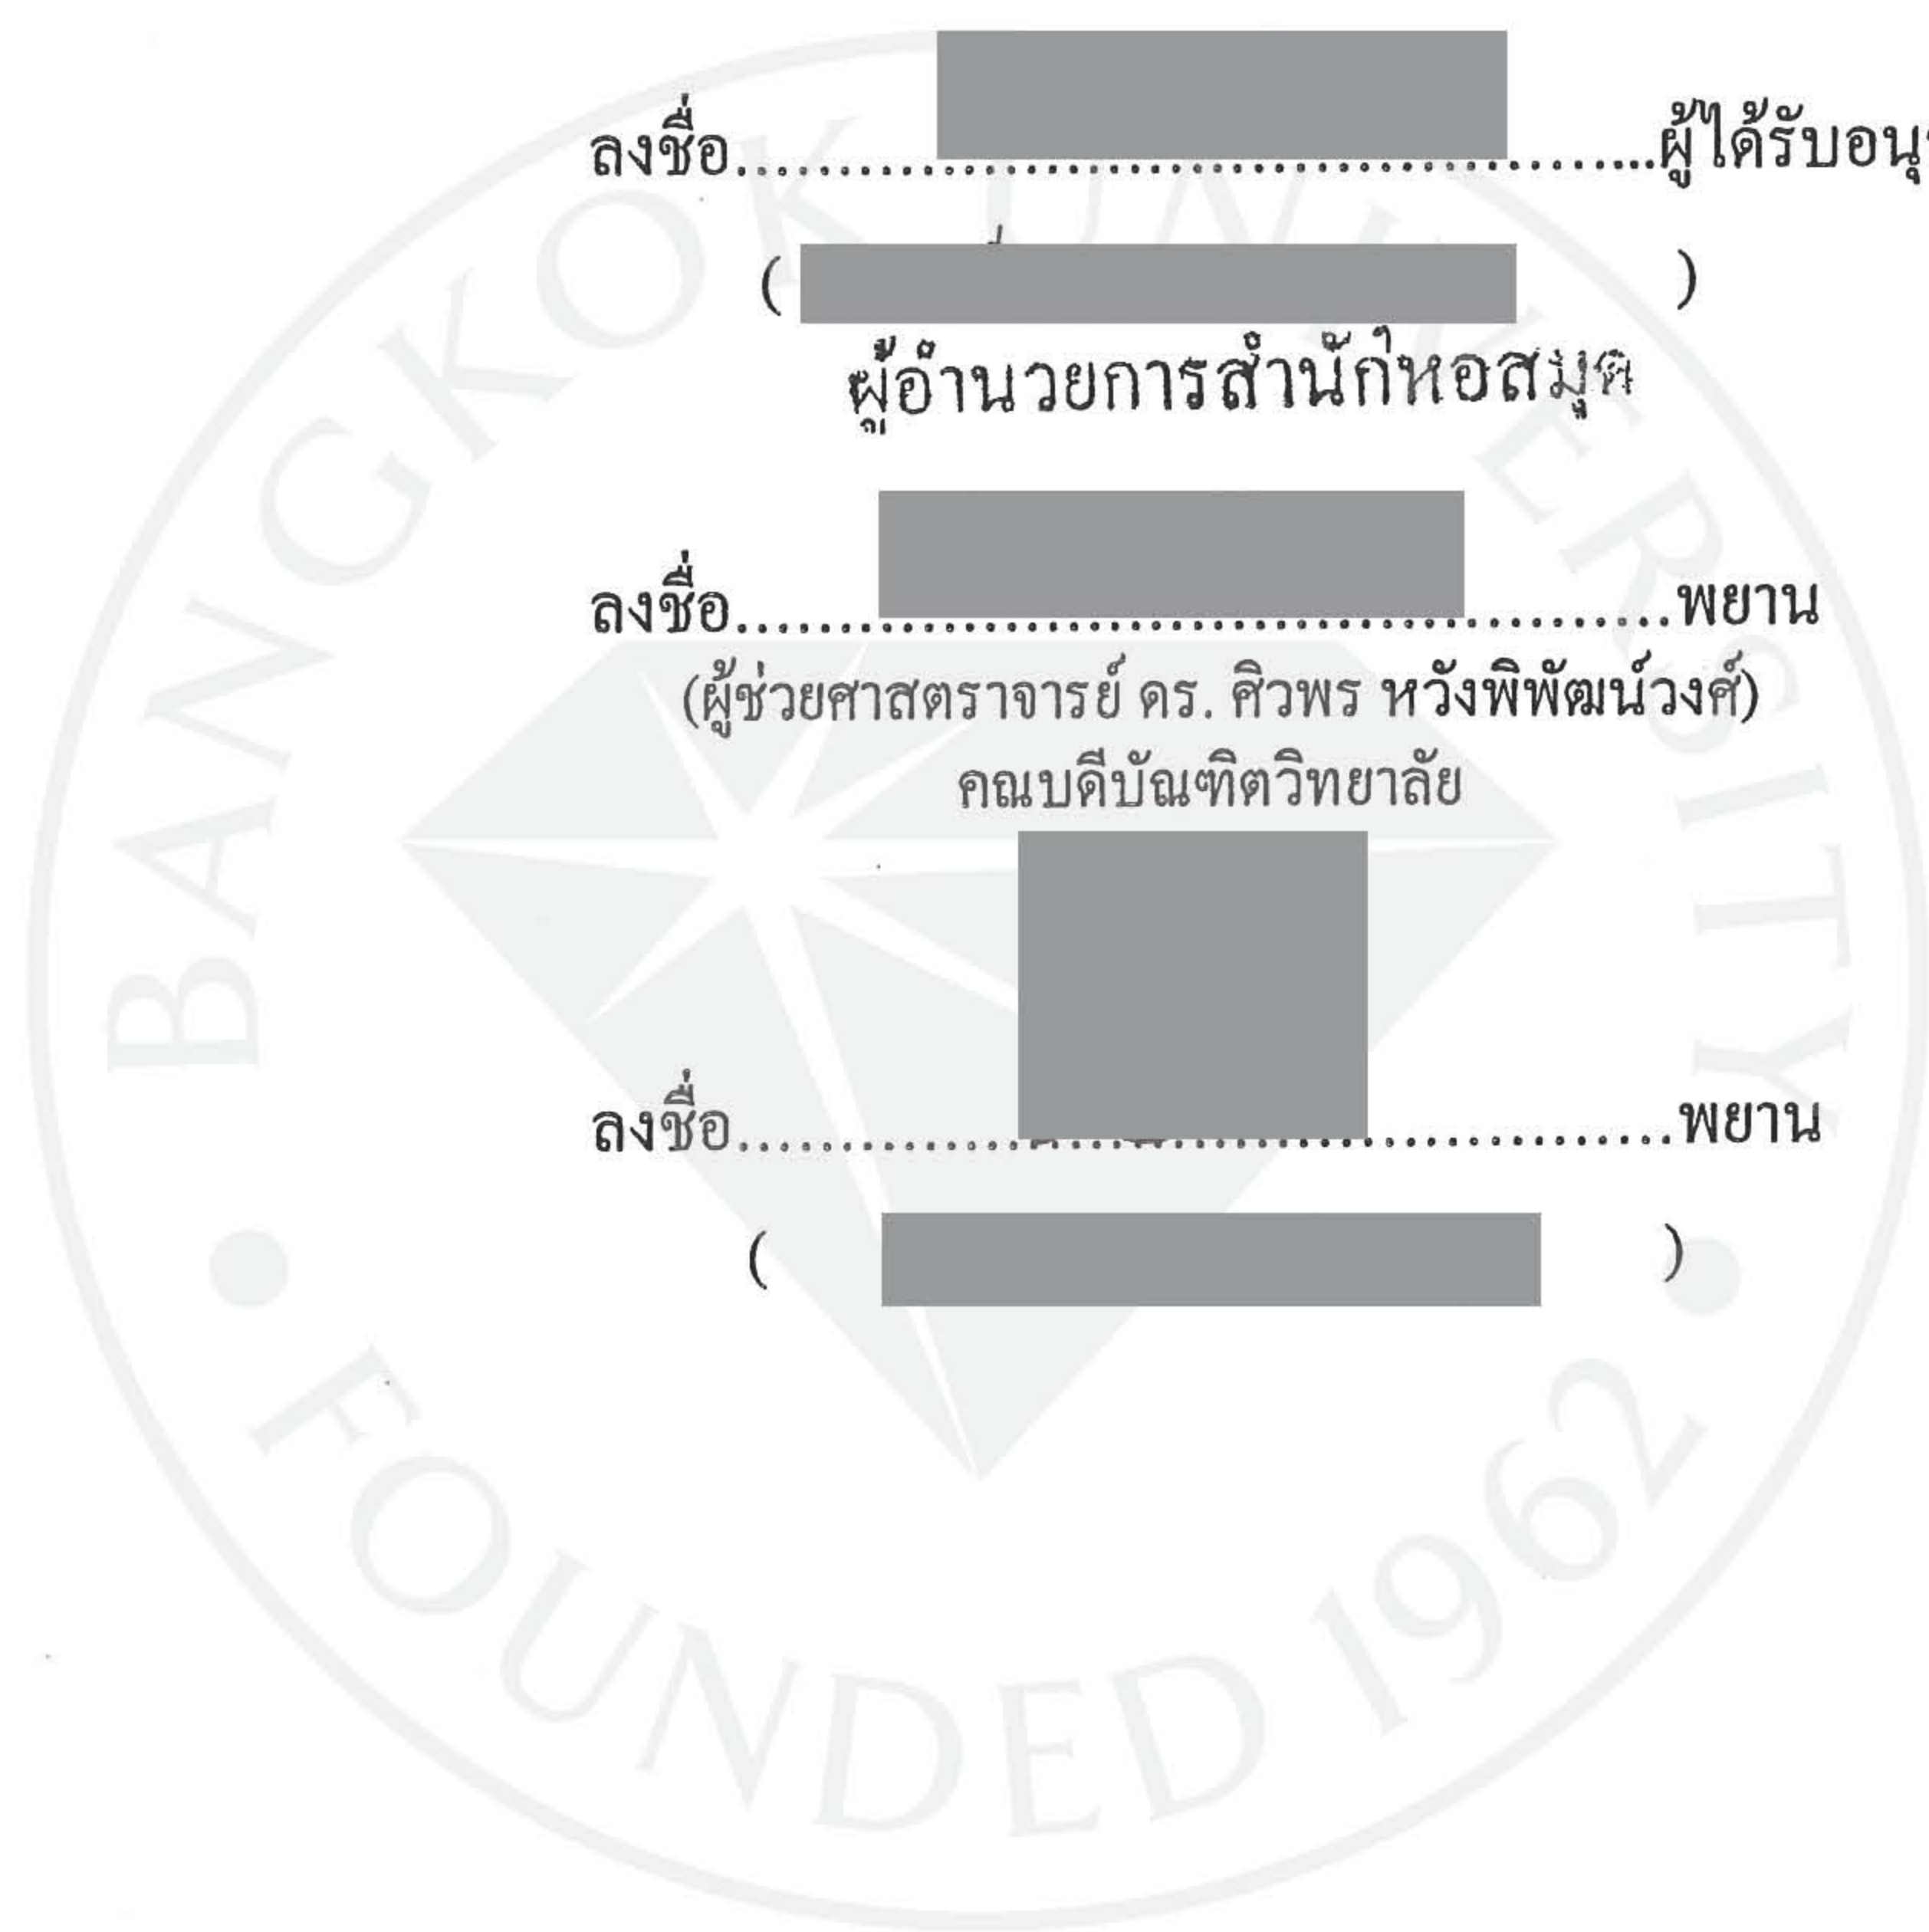 ลงชื่อ.............................................ผู้ได้รับอนุ
( )
ผู้อำนวยการสำนักหอสมุด
ลงชื่อ.............................................พยาน
(ผู้ช่วยศาสตราจารย์ ดร. ศิวพร หวังพิพัฒน์วงศ์)
คณบดีบัณฑิตวิทยาลัย
ลงชื่อ.............................................พยาน
( )
BANGKOK UNIVERSITY
FOUNDED 1962